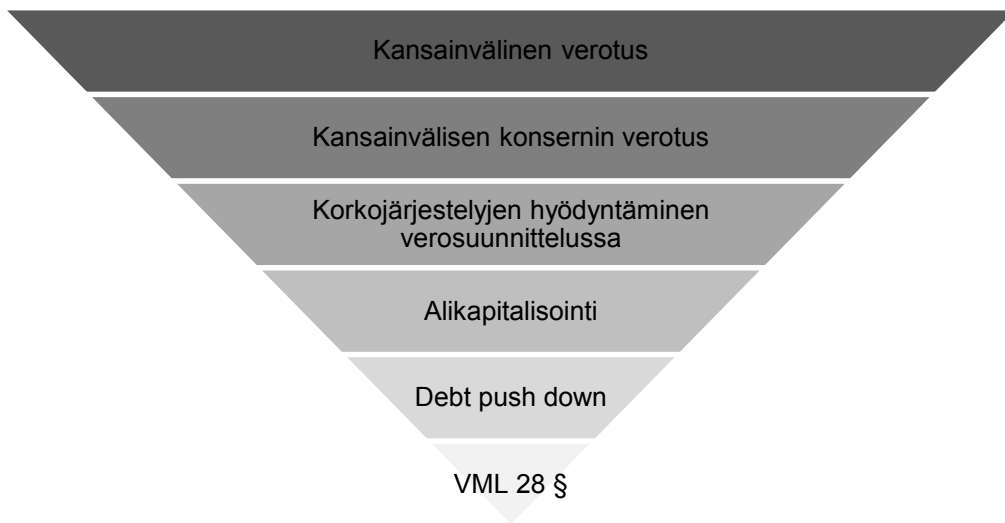 Kansainvälinen verotus
Kansainvälisen konsernin verotus
Korkojärjestelyjen hyödyntäminen
verosuunnittelussa
Alikapitalisointi
Debt push down
VML 28 §